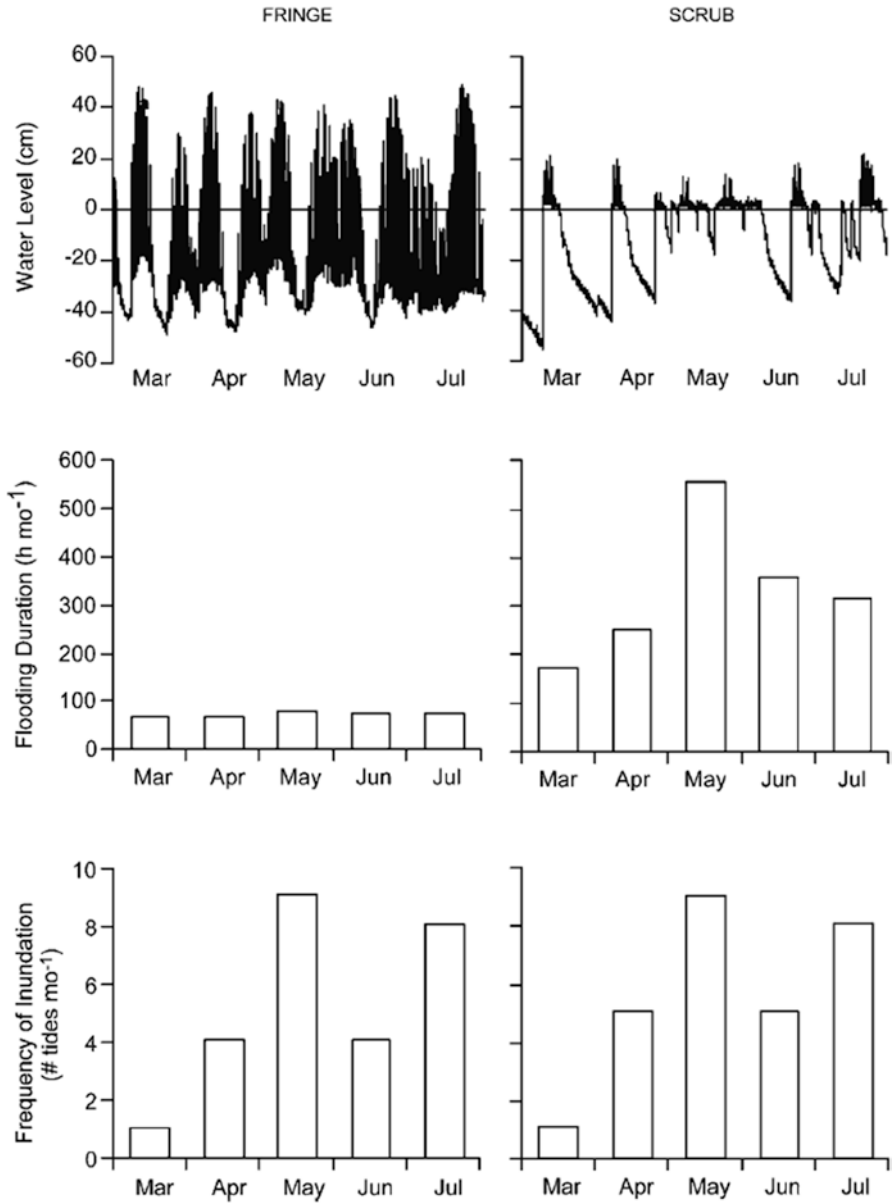 FRINGE
SCRUB
Water Level (cm)
60
40
20
0
-20
-40
-60
Mar Apr May Jun Jul
Mar Apr May Jun Jul
Flooding Duration (h mo⁻¹)
600
500
400
300
200
100
0
Mar Apr May Jun Jul
Mar Apr May Jun Jul
Frequency of Inundation
(# tides mo⁻¹)
10
8
6
4
2
0
Mar Apr May Jun Jul
Mar Apr May Jun Jul